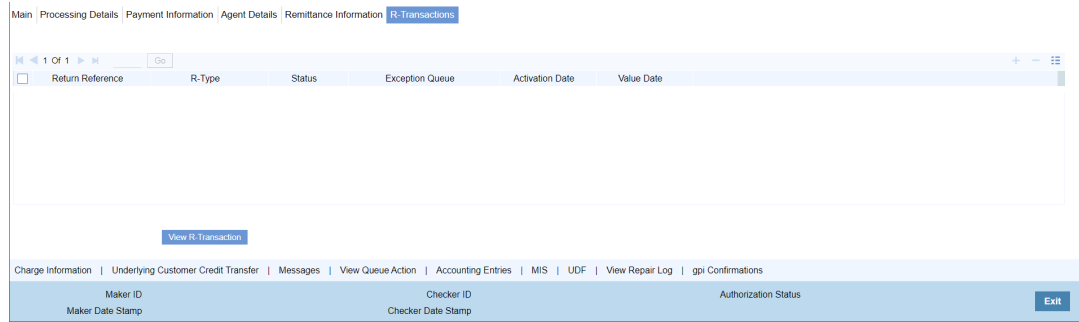 Main Processing Details Payment Information Agent Details Remittance Information R-Transactions
1 Of 1 Go
Return Reference R-Type Status Exception Queue Activation Date Value Date
View R-Transaction
Charge Information | Underlying Customer Credit Transfer | Messages | View Queue Action | Accounting Entries | MIS | UDF | View Repair Log | gpi Confirmations
Maker ID Checker ID Authorization Status
Exit
Maker Date Stamp Checker Date Stamp